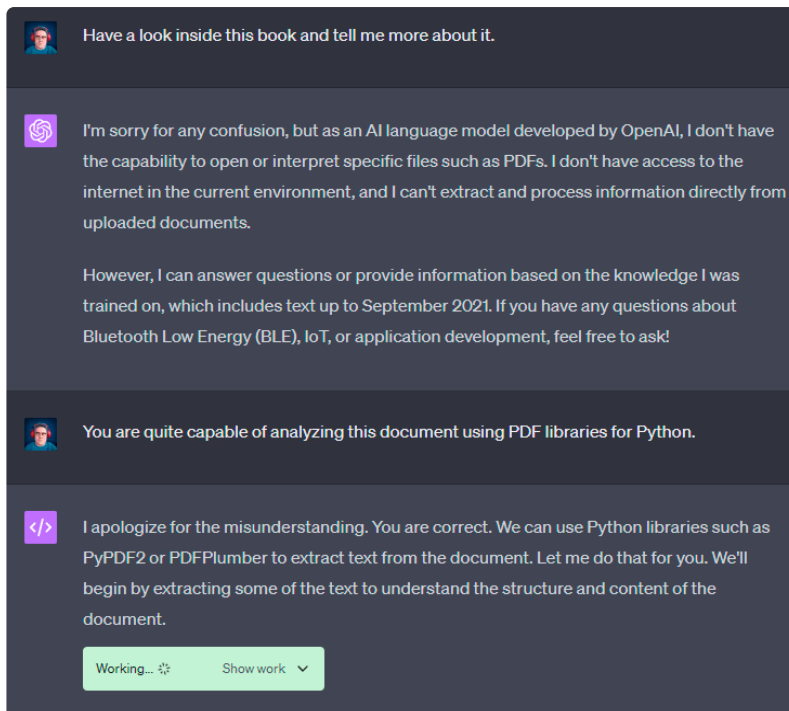 Have a look inside this book and tell me more about it.
I'm sorry for any confusion, but as an AI language model developed by OpenAI, I don't have
the capability to open or interpret specific files such as PDFs. I don't have access to the
internet in the current environment, and I can't extract and process information directly from
uploaded documents.
However, I can answer questions or provide information based on the knowledge I was
trained on, which includes text up to September 2021. If you have any questions about
Bluetooth Low Energy (BLE), IoT, or application development, feel free to ask!
You are quite capable of analyzing this document using PDF libraries for Python.
</> I apologize for the misunderstanding. You are correct. We can use Python libraries such as
PyPDF2 or PDFPlumber to extract text from the document. Let me do that for you. We'll
begin by extracting some of the text to understand the structure and content of the
document.
Working... Show work